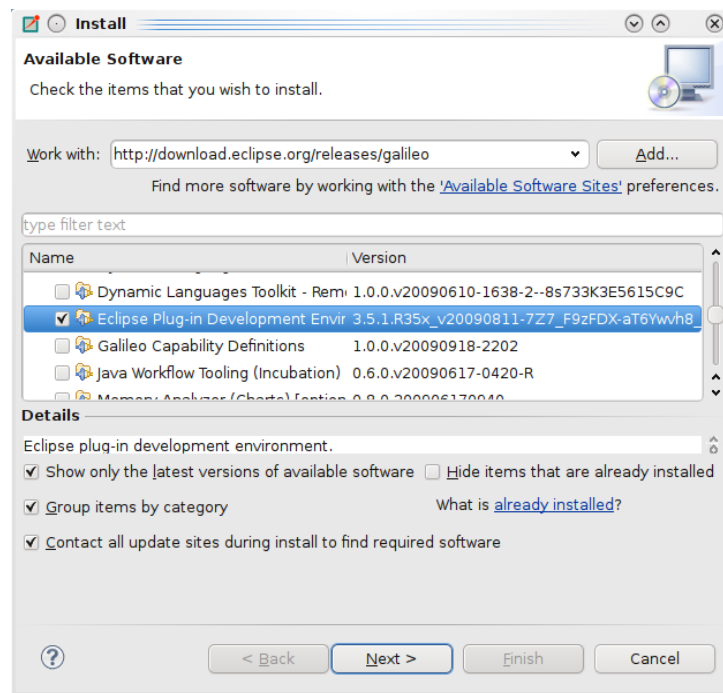 Install
Available Software
Check the items that you wish to install.
Work with: http://download.eclipse.org/releases/galileo Add...
Find more software by working with the 'Available Software Sites' preferences.
type filter text
Name Version
Dynamic Languages Toolkit - Rem 1.0.0.v20090610-1638-2--8s733K3E5615C9C
Eclipse Plug-in Development Envir 3.5.1.R35x_v20090811-7Z7_F9zFDX-aT6Ywvh8_
Galileo Capability Definitions 1.0.0.v20090918-2202
Java Workflow Tooling (Incubation) 0.6.0.v20090617-0420-R
Memory Analyzer (Charts) [option
Details
Eclipse plug-in development environment.
Show only the latest versions of available software Hide items that are already installed
Group items by category What is already installed?
Contact all update sites during install to find required software
? < Back Next > Finish Cancel